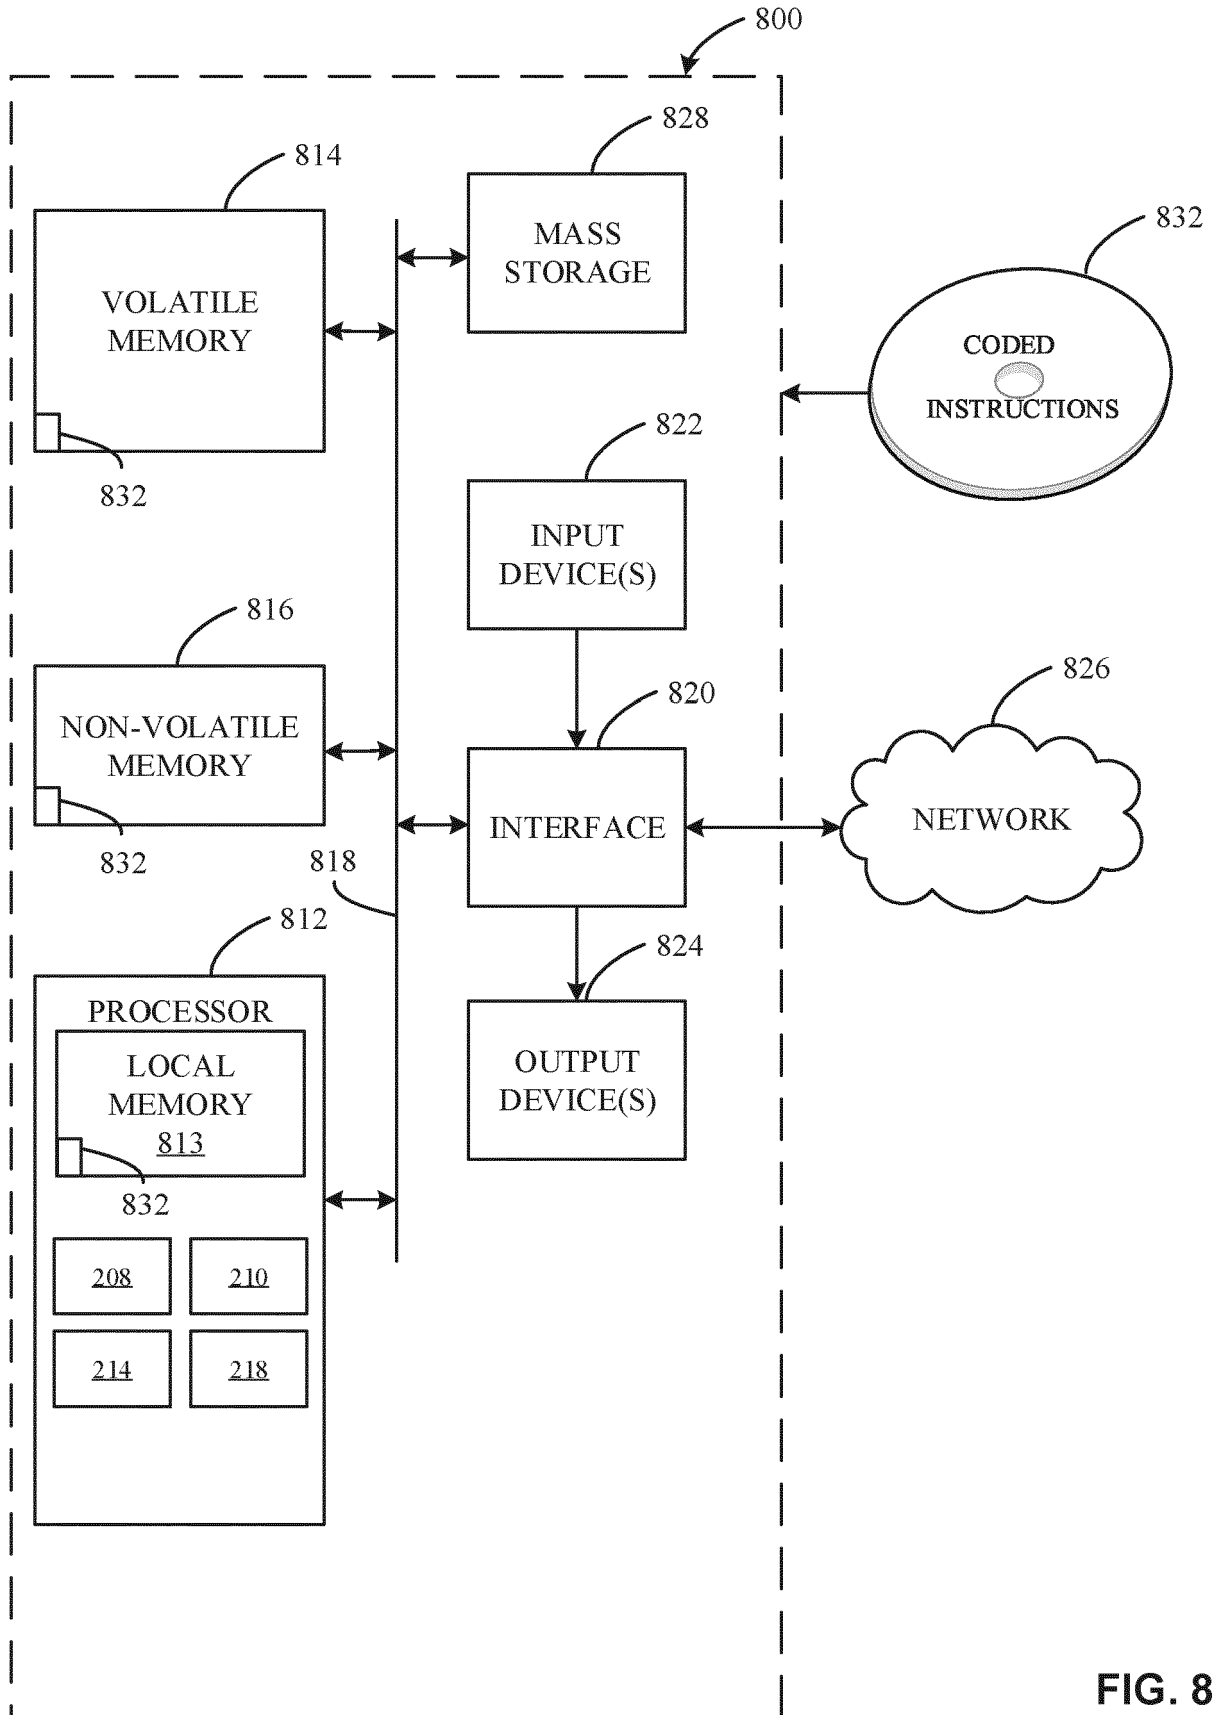 800
828
814
MASS
STORAGE
832
VOLATILE
MEMORY
CODED
INSTRUCTIONS
822
832
INPUT
DEVICE(S)
816
826
820
NON-VOLATILE
MEMORY
INTERFACE
NETWORK
832
818
812
824
PROCESSOR
LOCAL
MEMORY
813
OUTPUT
DEVICE(S)
832
208
210
214
218
FIG. 8